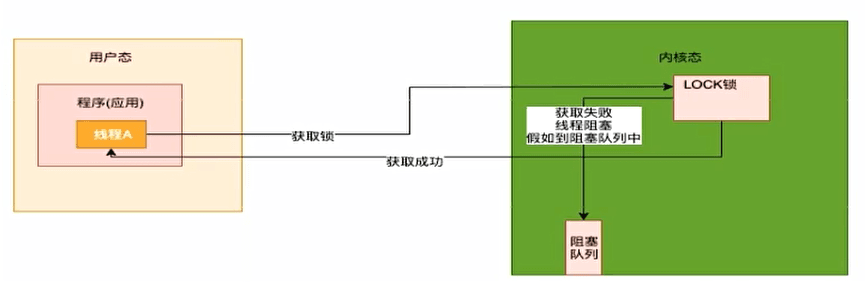 用户态
程序(应用)
线程A
获取锁
获取成功
内核态
LOCK锁
获取失败
线程阻塞
假如到阻塞队列中
阻塞
队列